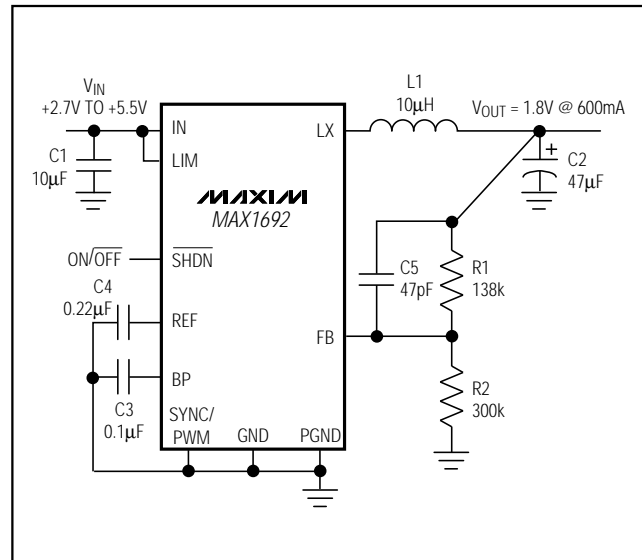 L1
10μH
VIN
+2.7V TO +5.5V
VOUT = 1.8V @ 600mA
IN
LX
LIM
C1
10μF
+
C2
47μF
MAXIM
MAX1692
ON/OFF
SHDN
C5
47pF
R1
138k
C4
0.22μF
REF
FB
BP
C3
0.1μF
R2
300k
SYNC/
PWM
GND
PGND